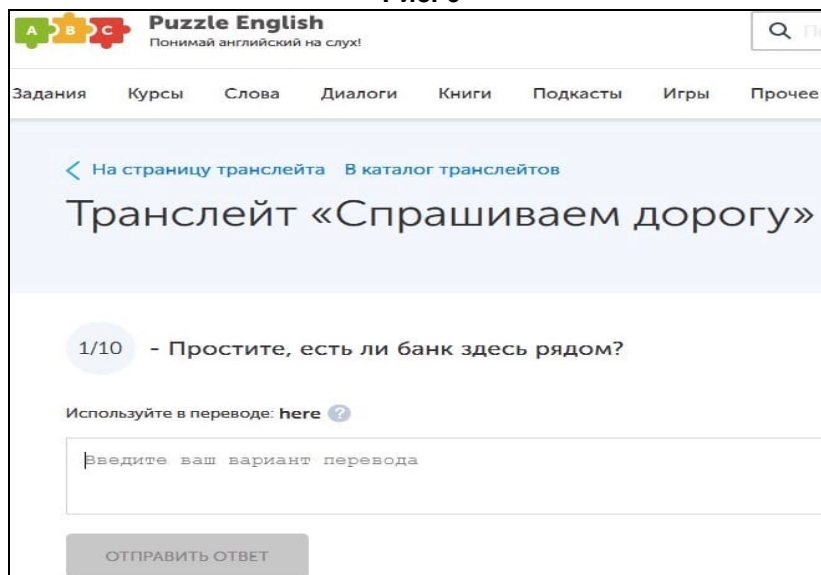 A B C
Puzzle English
Понимай английский на слух!
Задания Курсы Слова Диалоги Книги Подкасты Игры Прочее
На страницу транслейта В каталог транслейтов
Транслейт «Спрашиваем дорогу»
1/10 - Простите, есть ли банк здесь рядом?
Используйте в переводе: here ?
Введите ваш вариант перевода
ОТПРАВИТЬ ОТВЕТ